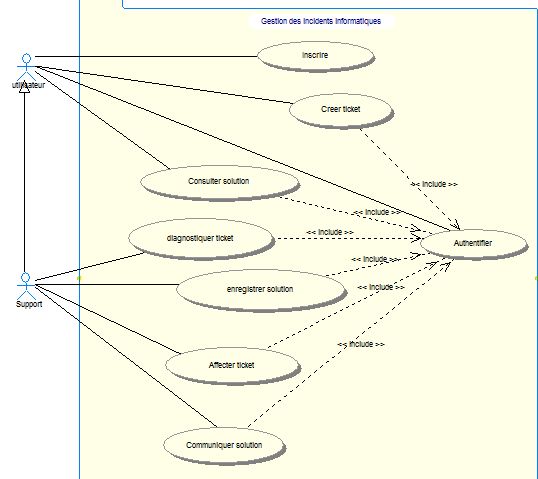 Gestion des Incidents Informatiques
Inscrire
utilisateur
Creer ticket
Consulter solution
<< Include >>
<< Include >>
diagnostiquer ticket
<< Include >>
Authentifier
<< Include >>
enregistrer solution
<< Include >>
Support
<< Include >>
Affecter ticket
Communiquer solution